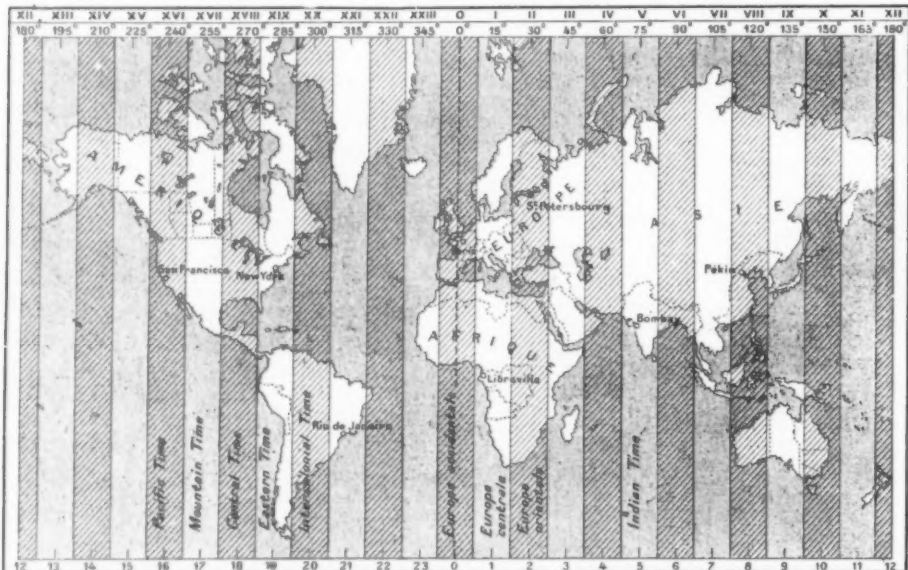 XII XIII XIV XV XVI XVII XVIII XIX XX XXI XXII XXIII 0 I II III IV V VI VII VIII IX X XI XII
180° 195° 210° 225° 240° 255° 270° 285° 300° 315° 330° 345° 0° 15° 30° 45° 60° 75° 90° 105° 120° 135° 150° 165° 180°
EUROPE
ASIE
St Petersbourg
San Francisco
New York
Pékin
Bombay
AFRIQUE
Libreville
Rio de Janeiro
Pacific Time
Mountain Time
Central Time
Eastern Time
Intercolonial Time
Europe occidentale
Europe centrale
Europe orientale
Indian Time
12 13 14 15 16 17 18 19 20 21 22 23 0 1 2 3 4 5 6 7 8 9 10 11 12